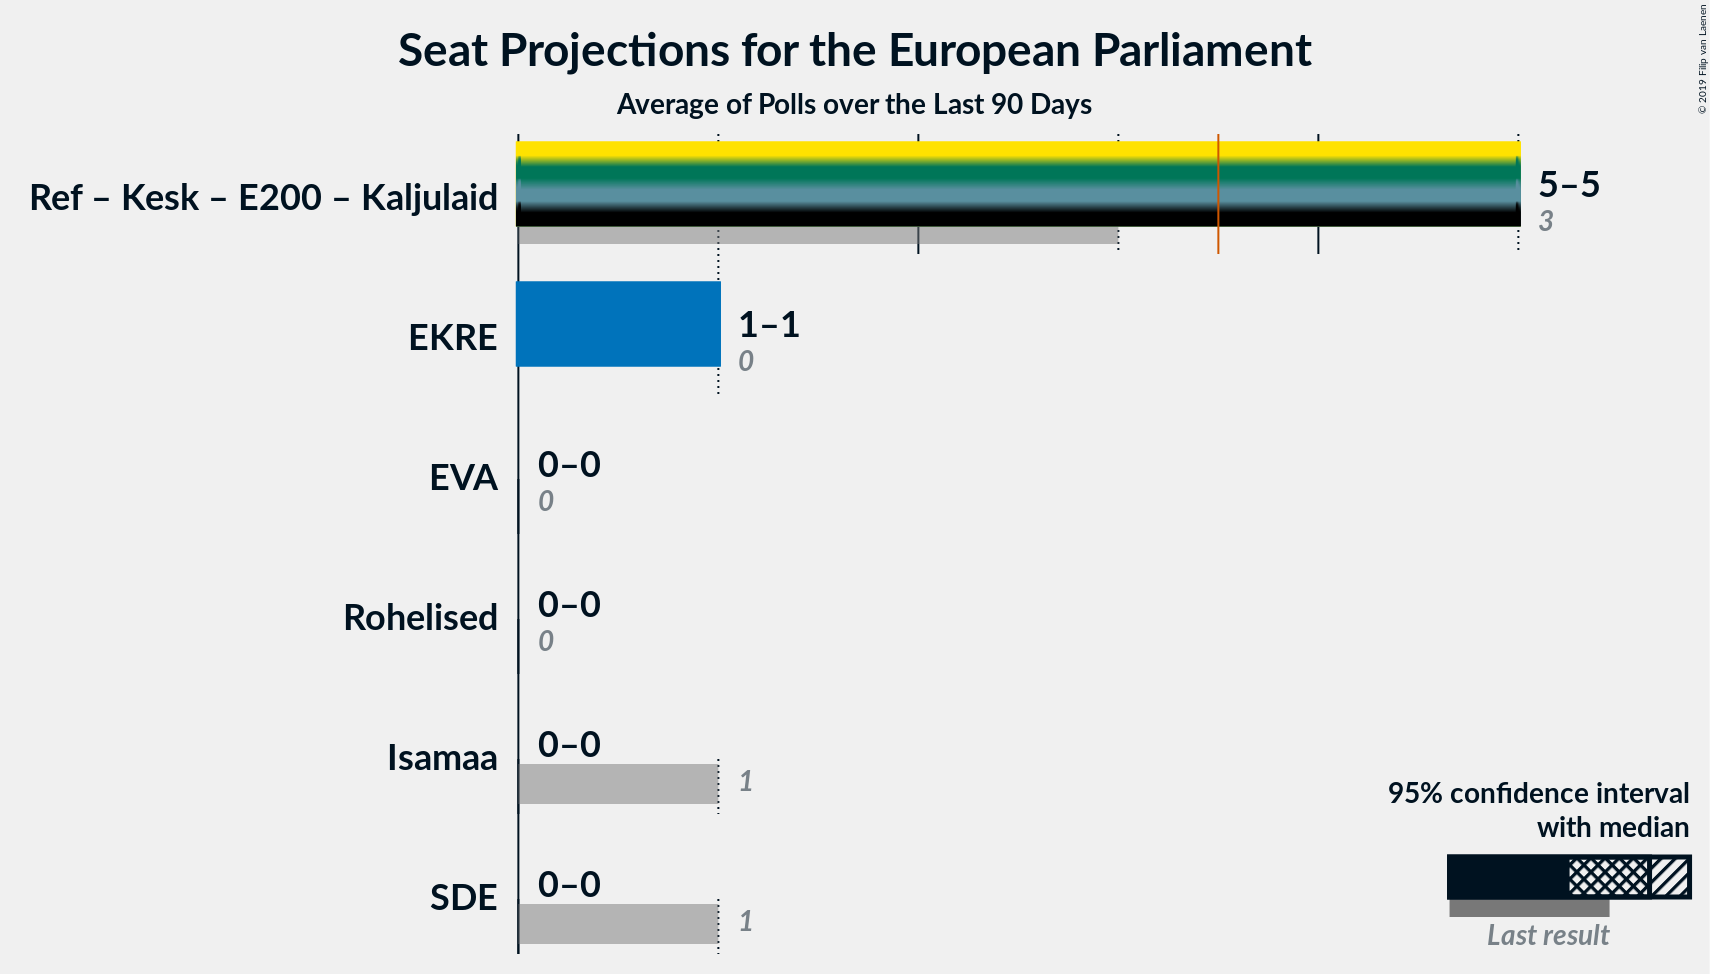 Seat Projections for the European Parliament
Average of Polls over the Last 90 Days
© 2019 Filip van Laenen
Ref – Kesk – E200 – Kaljulaid
5–5
3
EKRE
1–1
0
EVA
0–0
0
Rohelised
0–0
0
Isamaa
0–0
1
SDE
0–0
1
95% confidence interval
with median
Last result